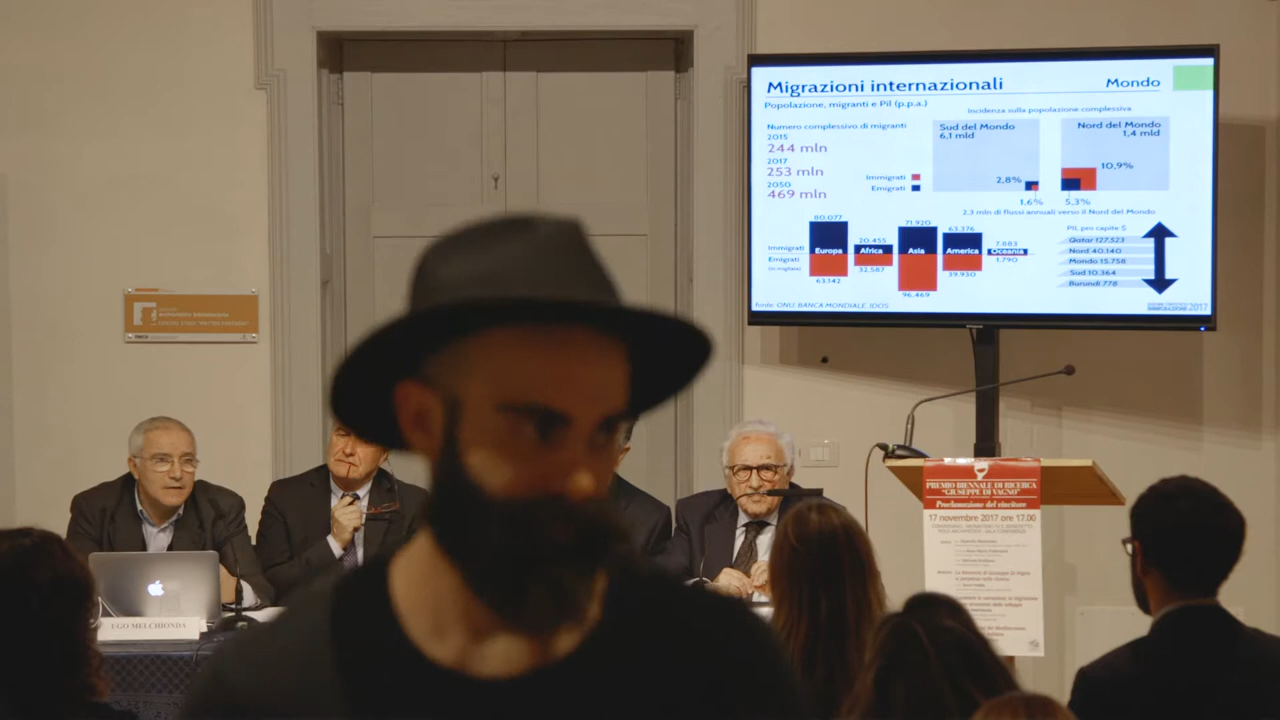 Migrazioni internazionali
Mondo
Popolazione, migranti e Pil (p.p.a.)
Incidenza sulla popolazione complessiva
Numero complessivo di migranti
2015
244 mln
2017
253 mln
2050
469 mln
Immigrati
Emigrati
Sud del Mondo
6,1 mld
2,8%
1,6%
Nord del Mondo
1,4 mld
10,9%
5,3%
2,3 mln di flussi annuali verso il Nord del Mondo
80.077
20.455
71.920
63.376
7.883
Immigrati
Emigrati
(in migliaia)
Europa
Africa
Asia
America
Oceania
63.142
32.587
96.469
39.930
1.790
PIL pro capite $
Qatar 127.523
Nord 40.140
Mondo 15.758
Sud 10.364
Burundi 778
fonte: ONU, BANCA MONDIALE, IDOS
2017
UGO MELCHIONDA
PREMIO BIENNALE DI RICERCA
"GIUSEPPE DI VAGNO"
Proclamazione del vincitore
17 novembre 2017 ore 17.00